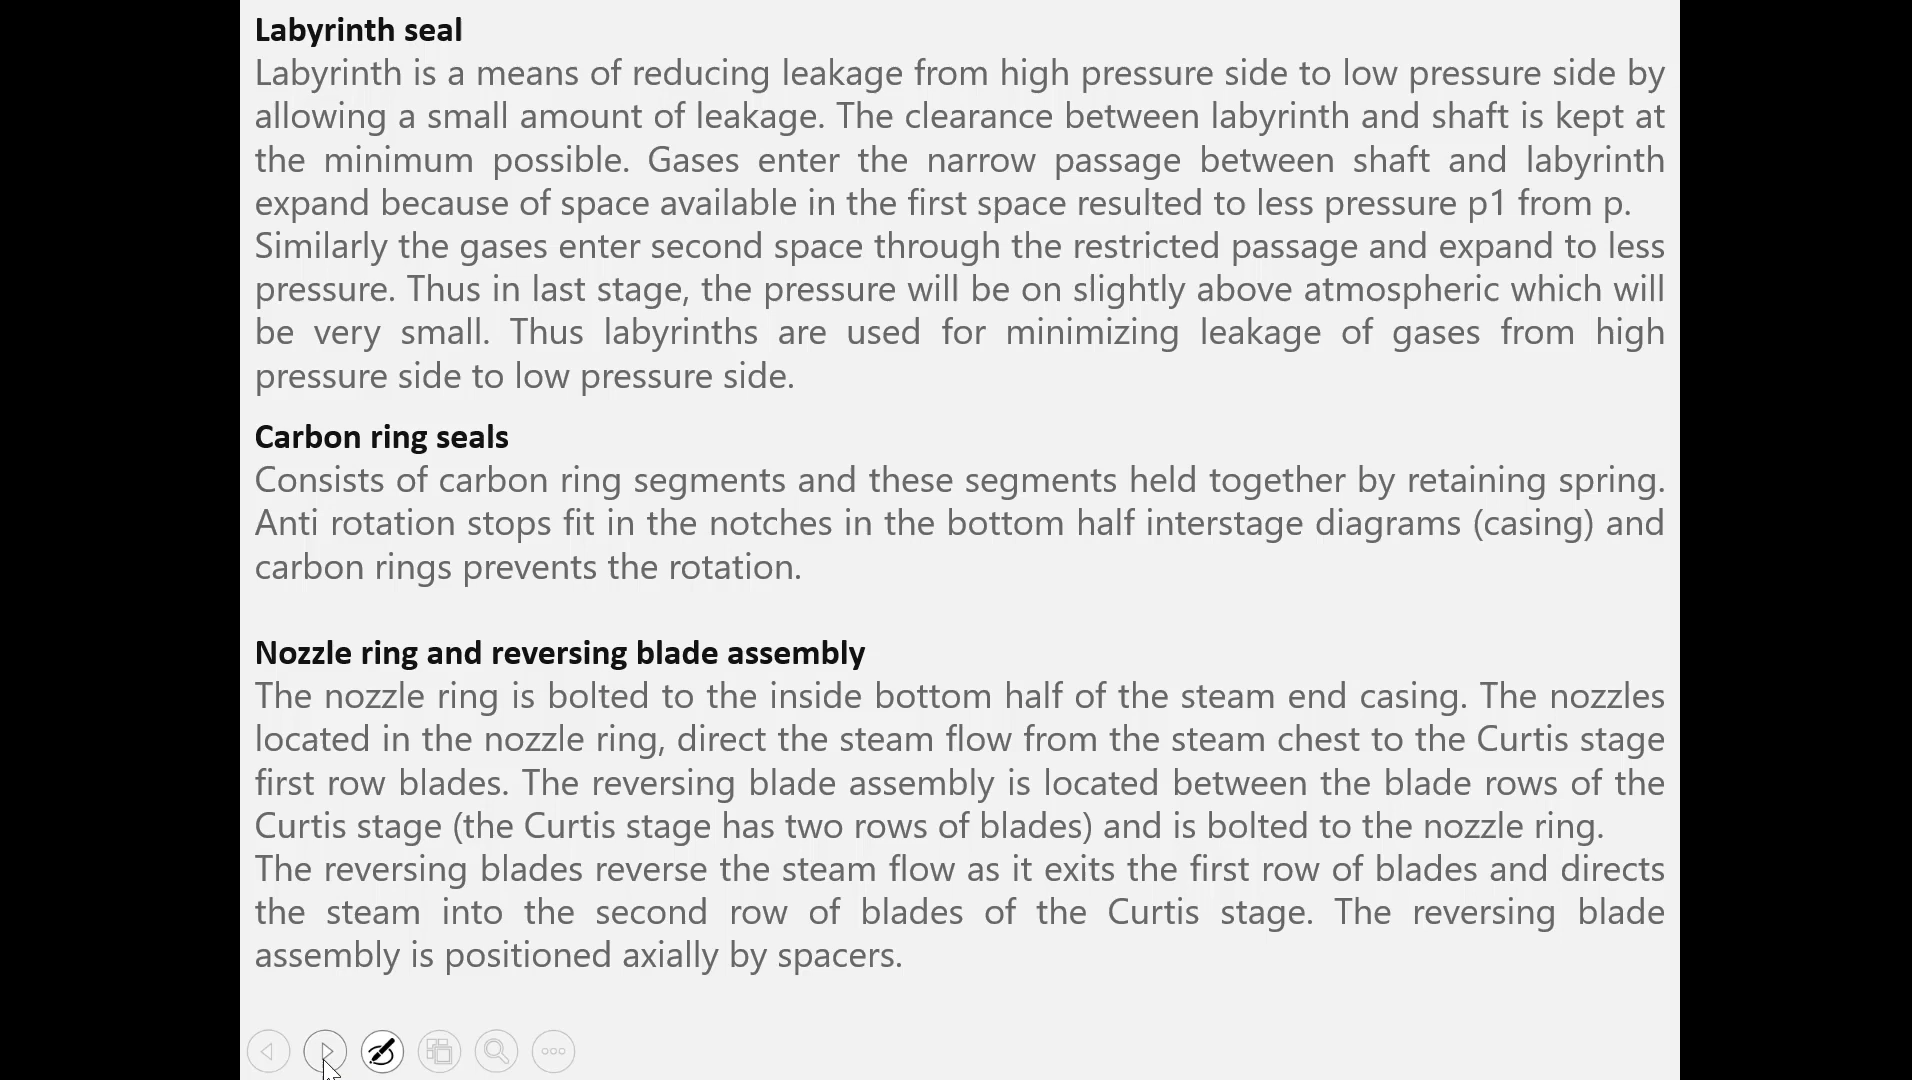 Labyrinth seal
Labyrinth is a means of reducing leakage from high pressure side to low pressure side by
allowing a small amount of leakage. The clearance between labyrinth and shaft is kept at
the minimum possible. Gases enter the narrow passage between shaft and labyrinth
expand because of space available in the first space resulted to less pressure p1 from p.
Similarly the gases enter second space through the restricted passage and expand to less
pressure. Thus in last stage, the pressure will be on slightly above atmospheric which will
be very small. Thus labyrinths are used for minimizing leakage of gases from high
pressure side to low pressure side.
Carbon ring seals
Consists of carbon ring segments and these segments held together by retaining spring.
Anti rotation stops fit in the notches in the bottom half interstage diagrams (casing) and
carbon rings prevents the rotation.
Nozzle ring and reversing blade assembly
The nozzle ring is bolted to the inside bottom half of the steam end casing. The nozzles
located in the nozzle ring, direct the steam flow from the steam chest to the Curtis stage
first row blades. The reversing blade assembly is located between the blade rows of the
Curtis stage (the Curtis stage has two rows of blades) and is bolted to the nozzle ring.
The reversing blades reverse the steam flow as it exits the first row of blades and directs
the steam into the second row of blades of the Curtis stage. The reversing blade
assembly is positioned axially by spacers.